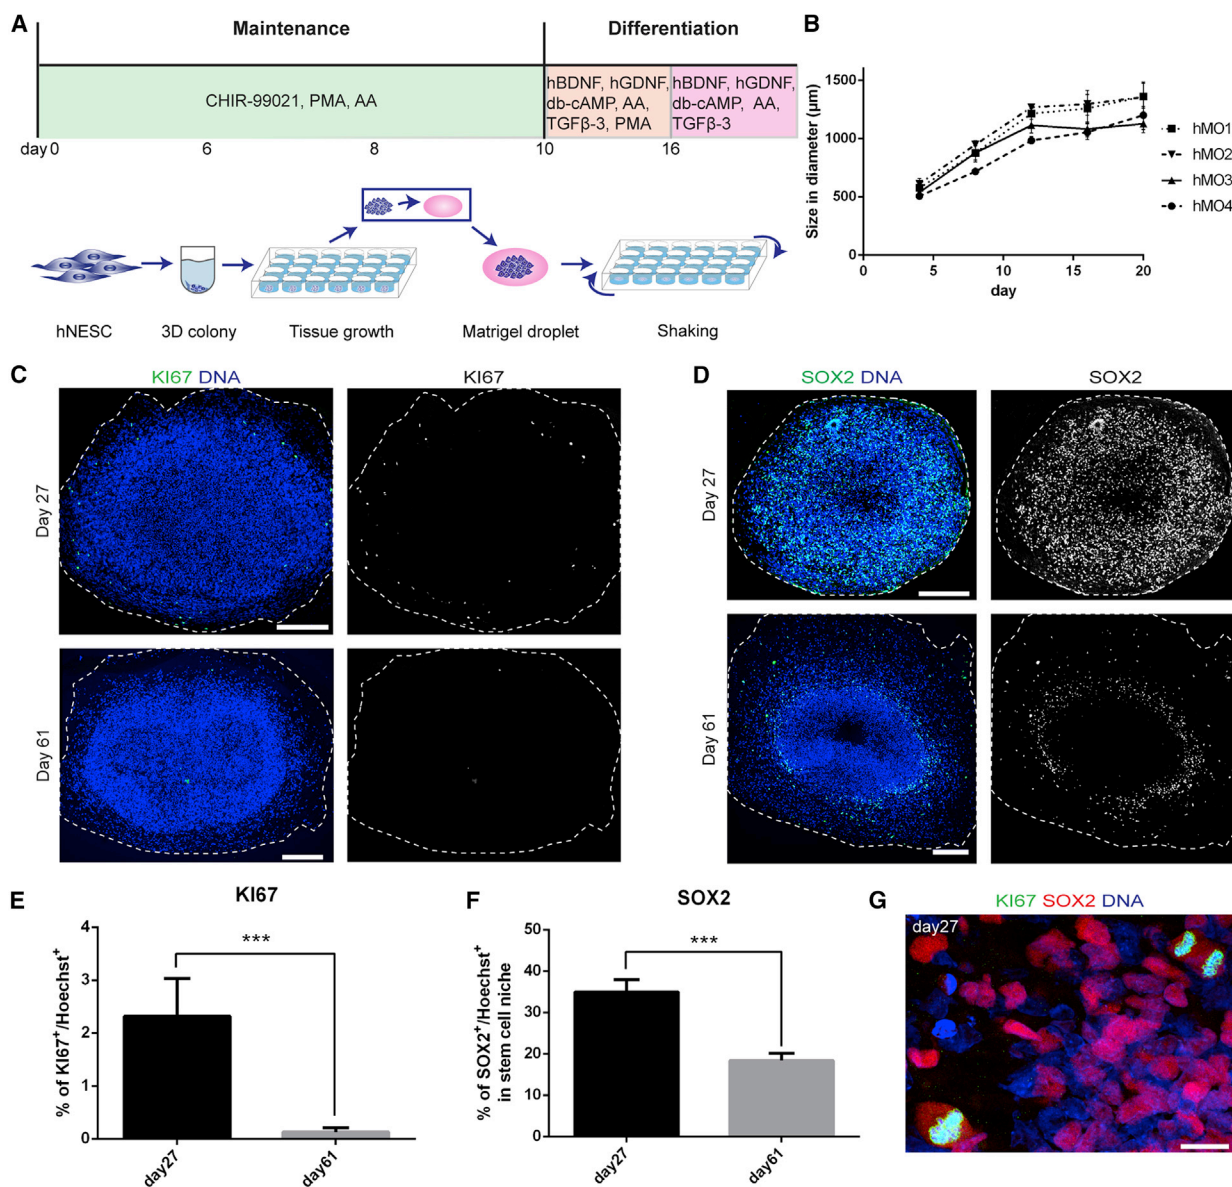 A
Maintenance
Differentiation
CHIR-99021, PMA, AA
hBDNF, hGDNF,
db-cAMP, AA,
TGFβ-3, PMA
hBDNF, hGDNF,
db-cAMP, AA,
TGFβ-3
day 0 6 8 10 16
hNESC
3D colony
Tissue growth
Matrigel droplet
Shaking
B
Size in diameter (μm)
1500
1000
500
0
0 5 10 15 20
day
hMO1
hMO2
hMO3
hMO4
C
KI67 DNA
KI67
Day 27
Day 61
D
SOX2 DNA
SOX2
Day 27
Day 61
E
KI67
% of KI67+/Hoechst+
4
3
2
1
0
***
day27
day61
F
SOX2
% of SOX2+/Hoechst+
in stem cell niche
50
40
30
20
10
0
***
day27
day61
G
KI67 SOX2 DNA
day27